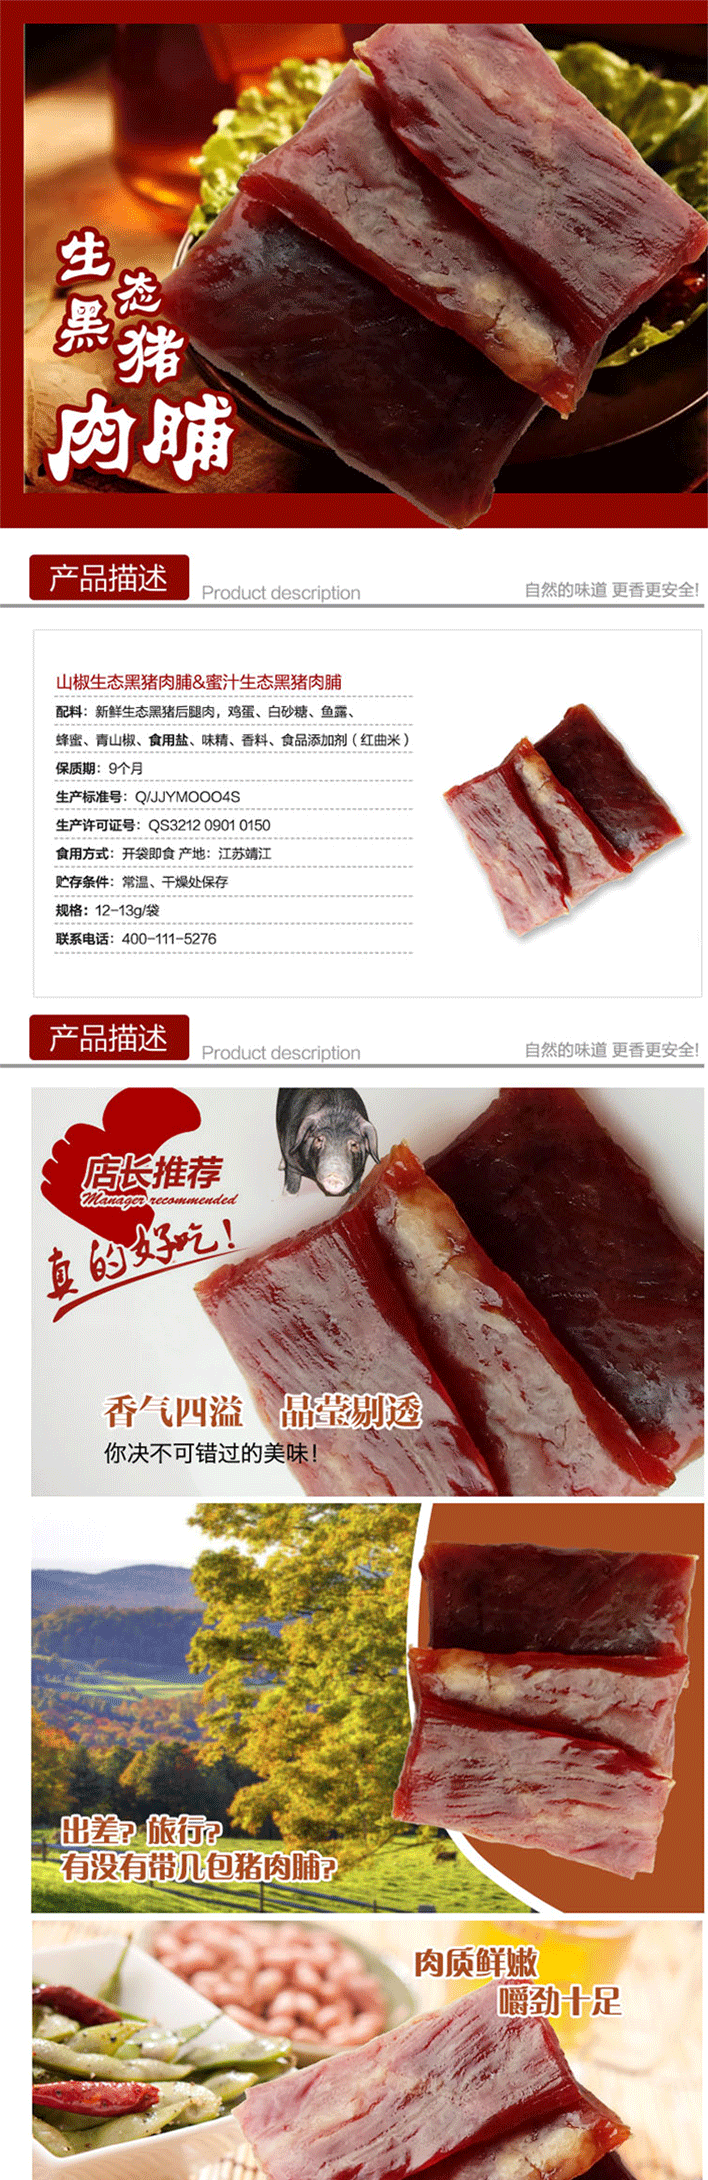 生态
黑猪
肉脯
产品描述
Product description
自然的味道 更香更安全!
山椒生态黑猪肉脯&蜜汁生态黑猪肉脯
配料：新鲜生态黑猪后腿肉，鸡蛋、白砂糖、鱼露、
蜂蜜、青山椒、食用盐、味精、香料、食品添加剂（红曲米）
保质期：9个月
生产标准号：Q/JJYMOOO4S
生产许可证号：QS3212 0901 0150
食用方式：开袋即食 产地：江苏靖江
贮存条件：常温、干燥处保存
规格：12-13g/袋
联系电话：400-111-5276
产品描述
Product description
自然的味道 更香更安全!
店长推荐
Manager recommended
真的好吃！
香气四溢 晶莹剔透
你决不可错过的美味！
出差？旅行？
有没有带几包猪肉脯？
肉质鲜嫩
嚼劲十足